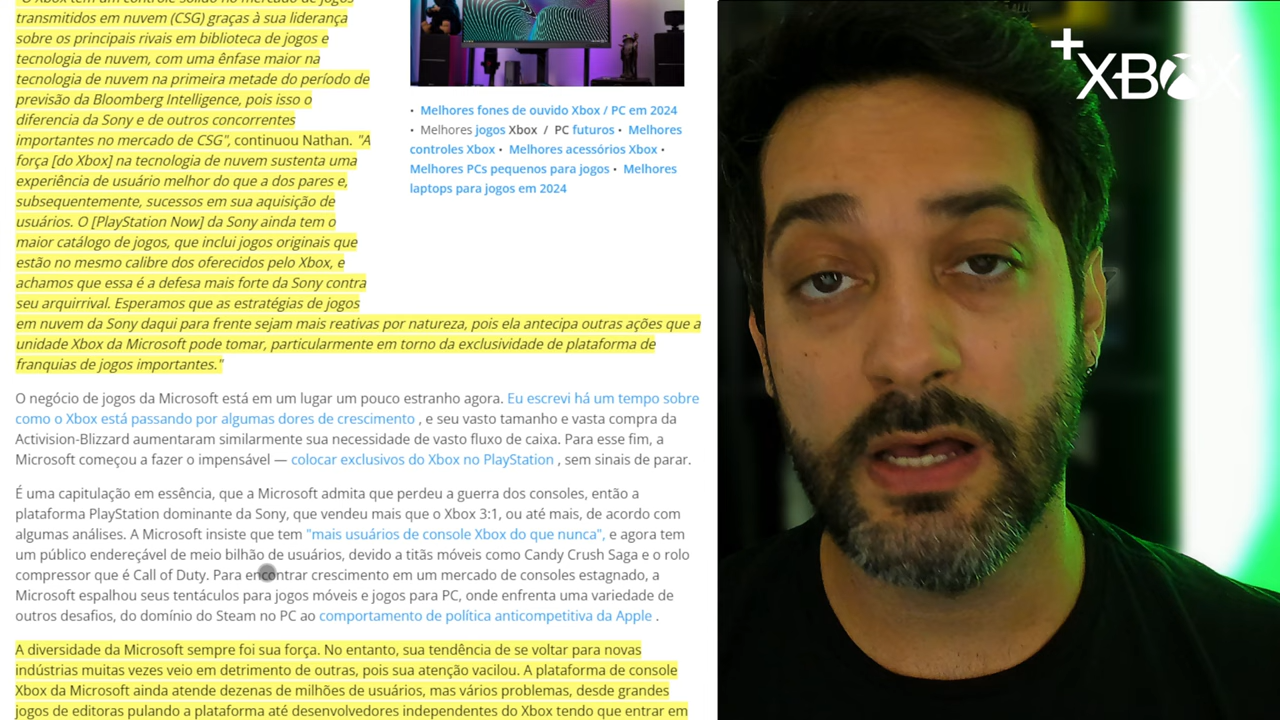 "O Xbox tem um controle sólido no mercado de jogos
transmitidos em nuvem (CSG) graças à sua liderança
sobre os principais rivais em biblioteca de jogos e
tecnologia de nuvem, com uma ênfase maior na
tecnologia de nuvem na primeira metade do período de
previsão da Bloomberg Intelligence, pois isso o
diferencia da Sony e de outros concorrentes
importantes no mercado de CSG", continuou Nathan. "A
força [do Xbox] na tecnologia de nuvem sustenta uma
experiência de usuário melhor do que a dos pares e,
subsequentemente, sucessos em sua aquisição de
usuários. O [PlayStation Now] da Sony ainda tem o
maior catálogo de jogos, que inclui jogos originais que
estão no mesmo calibre dos oferecidos pelo Xbox, e
achamos que essa é a defesa mais forte da Sony contra
seu arquirrival. Esperamos que as estratégias de jogos
em nuvem da Sony daqui para frente sejam mais reativas por natureza, pois ela antecipa outras ações que a
unidade Xbox da Microsoft pode tomar, particularmente em torno da exclusividade de plataforma de
franquias de jogos importantes."
• Melhores fones de ouvido Xbox / PC em 2024
• Melhores jogos Xbox / PC futuros • Melhores
controles Xbox • Melhores acessórios Xbox •
Melhores PCs pequenos para jogos • Melhores
laptops para jogos em 2024
O negócio de jogos da Microsoft está em um lugar um pouco estranho agora. Eu escrevi há um tempo sobre
como o Xbox está passando por algumas dores de crescimento , e seu vasto tamanho e vasta compra da
Activision-Blizzard aumentaram similarmente sua necessidade de vasto fluxo de caixa. Para esse fim, a
Microsoft começou a fazer o impensável — colocar exclusivos do Xbox no PlayStation , sem sinais de parar.
É uma capitulação em essência, que a Microsoft admita que perdeu a guerra dos consoles, então a
plataforma PlayStation dominante da Sony, que vendeu mais que o Xbox 3:1, ou até mais, de acordo com
algumas análises. A Microsoft insiste que tem "mais usuários de console Xbox do que nunca", e agora tem
um público endereçável de meio bilhão de usuários, devido a titãs móveis como Candy Crush Saga e o rolo
compressor que é Call of Duty. Para encontrar crescimento em um mercado de consoles estagnado, a
Microsoft espalhou seus tentáculos para jogos móveis e jogos para PC, onde enfrenta uma variedade de
outros desafios, do domínio do Steam no PC ao comportamento de política anticompetitiva da Apple .
A diversidade da Microsoft sempre foi sua força. No entanto, sua tendência de se voltar para novas
indústrias muitas vezes veio em detrimento de outras, pois sua atenção vacilou. A plataforma de console
Xbox da Microsoft ainda atende dezenas de milhões de usuários, mas vários problemas, desde grandes
jogos de editoras pulando a plataforma até desenvolvedores independentes do Xbox tendo que entrar em
+XBOX